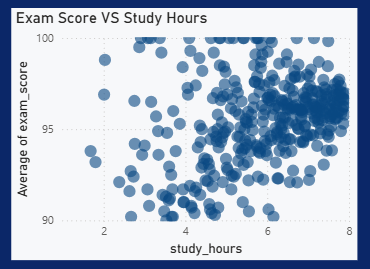 Exam Score VS Study Hours
Average of exam_score
100
95
90
2 4 6 8
study_hours